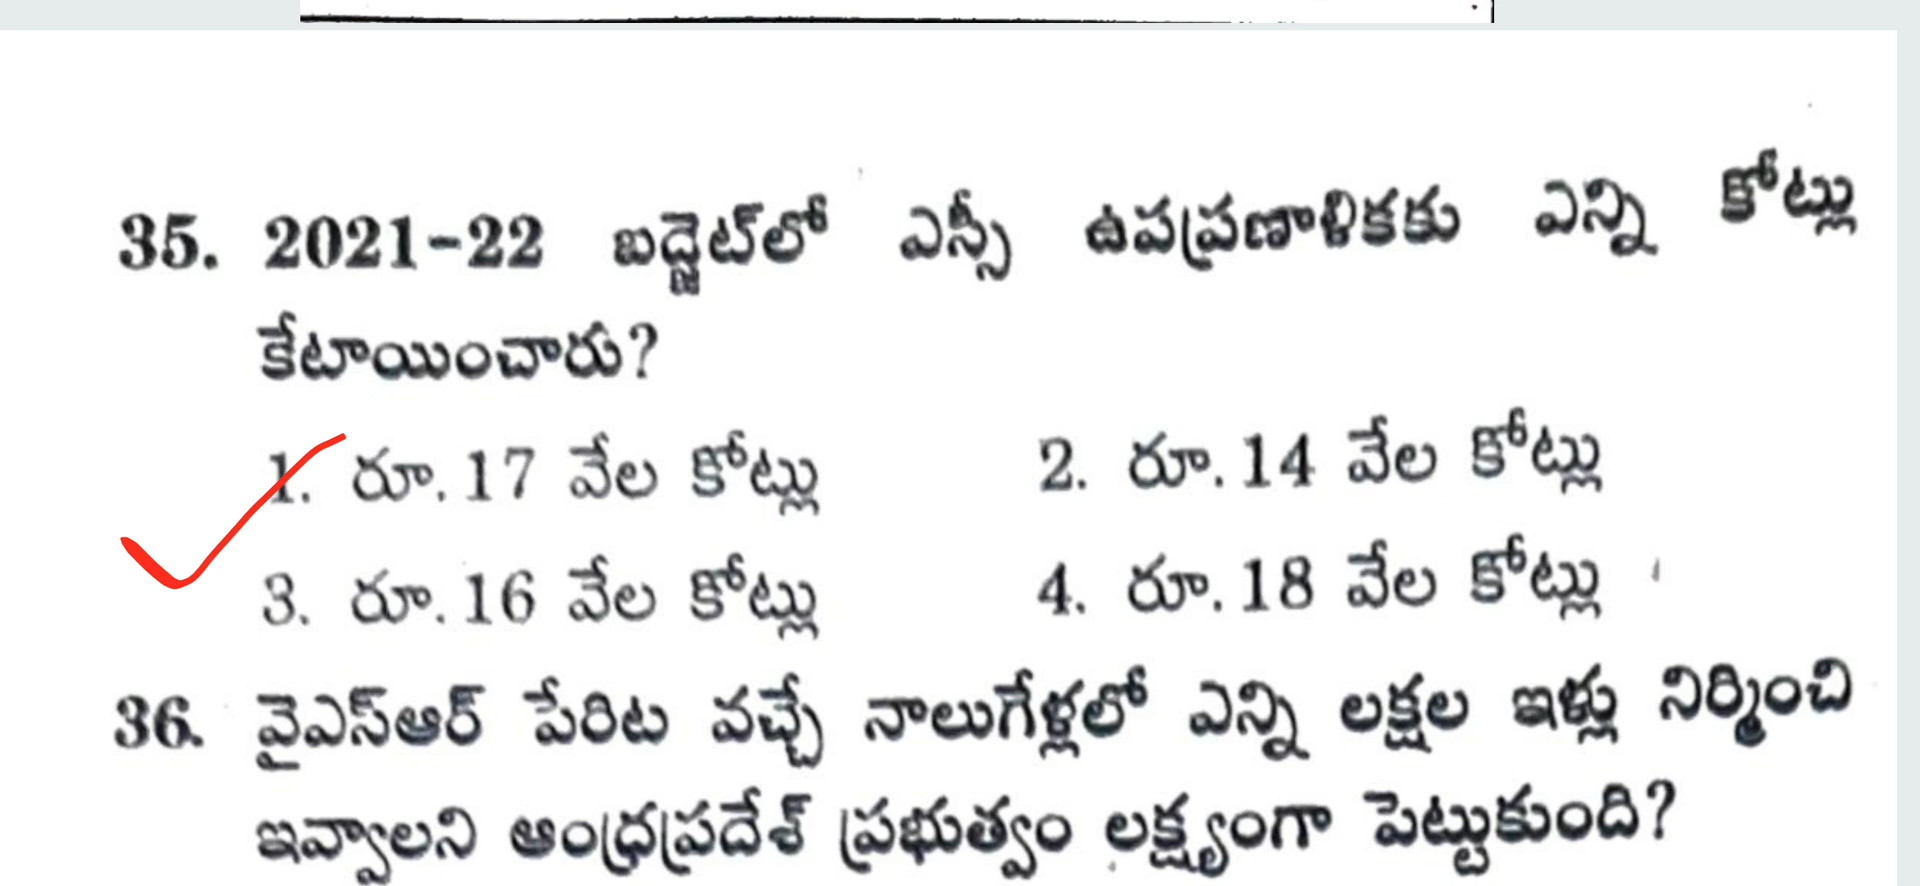 35. 2021-22 బడ్జెట్‌లో ఎస్సీ ఉపప్రణాళికకు ఎన్ని కోట్లు
కేటాయించారు?
1. రూ.17 వేల కోట్లు 2. రూ.14 వేల కోట్లు
3. రూ.16 వేల కోట్లు 4. రూ.18 వేల కోట్లు
36. వైఎస్ఆర్ పేరిట వచ్చే నాలుగేళ్లలో ఎన్ని లక్షల ఇళ్లు నిర్మించి
ఇవ్వాలని ఆంధ్రప్రదేశ్ ప్రభుత్వం లక్ష్యంగా పెట్టుకుంది?